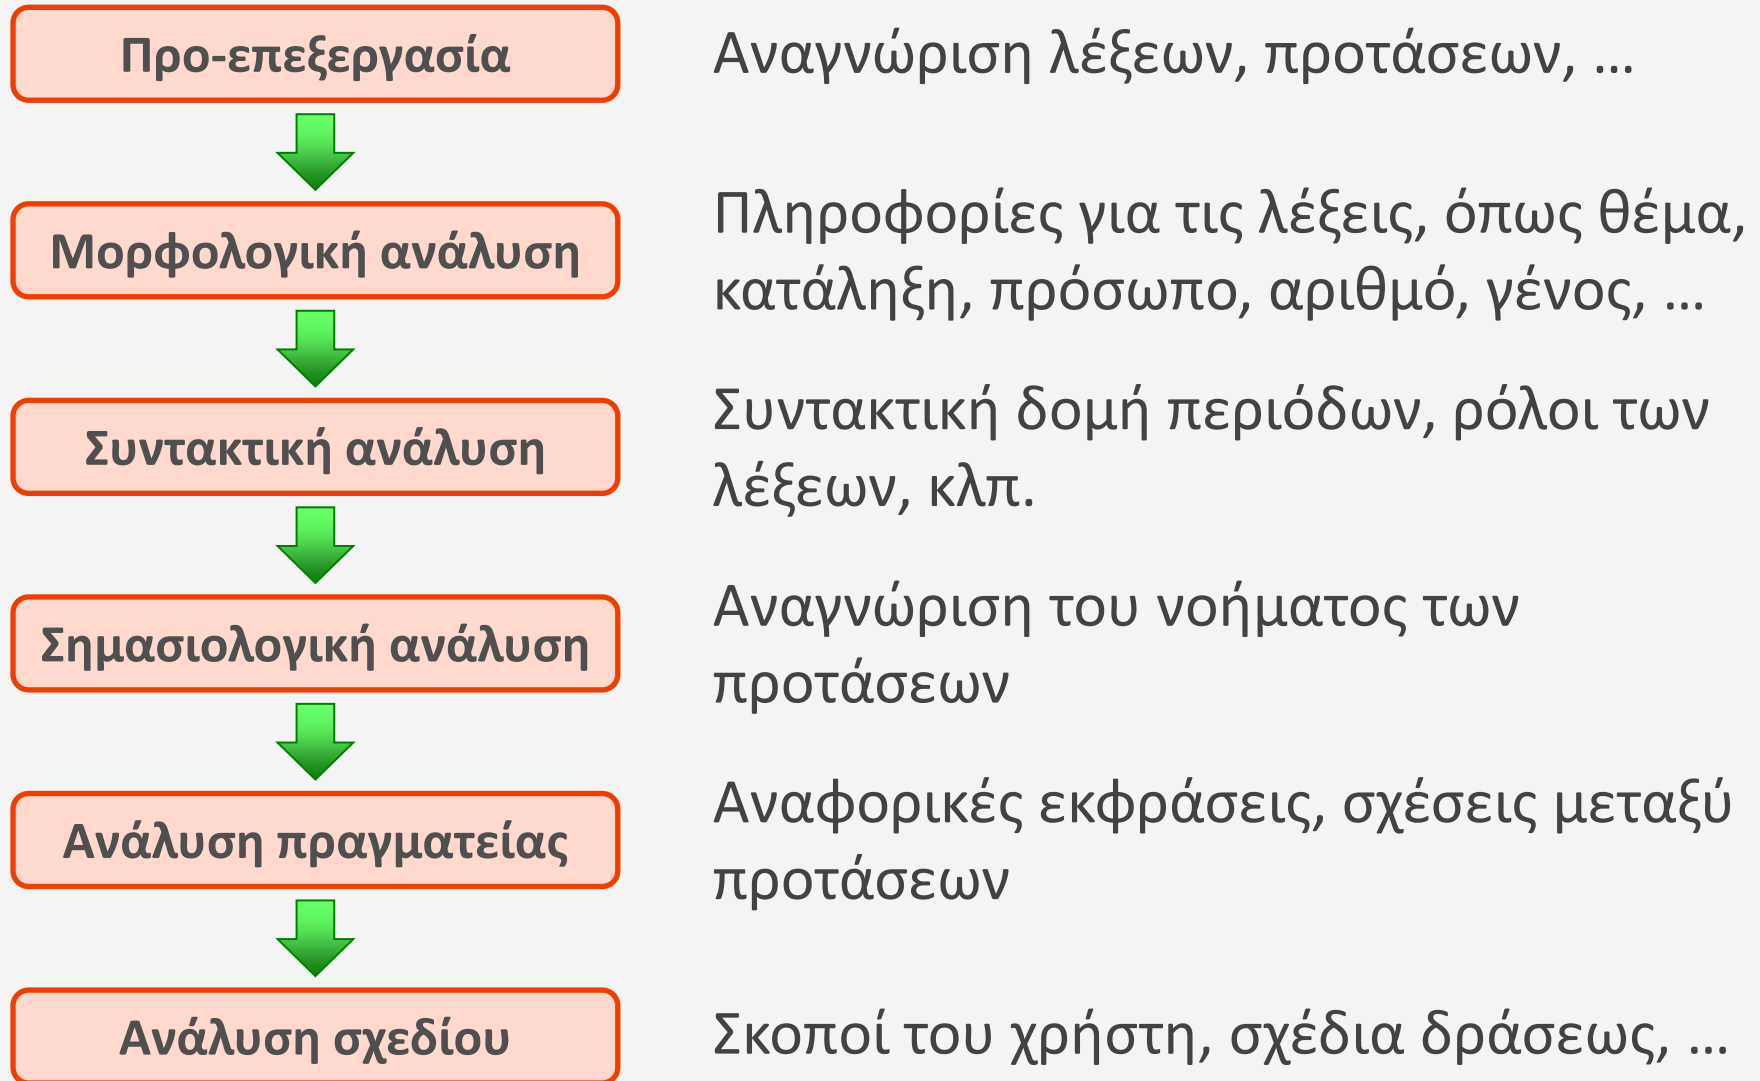 Προ-επεξεργασία
Αναγνώριση λέξεων, προτάσεων, ...
Μορφολογική ανάλυση
Πληροφορίες για τις λέξεις, όπως θέμα,
κατάληξη, πρόσωπο, αριθμό, γένος, ...
Συντακτική ανάλυση
Συντακτική δομή περιόδων, ρόλοι των
λέξεων, κλπ.
Σημασιολογική ανάλυση
Αναγνώριση του νοήματος των
προτάσεων
Ανάλυση πραγματείας
Αναφορικές εκφράσεις, σχέσεις μεταξύ
προτάσεων
Ανάλυση σχεδίου
Σκοποί του χρήστη, σχέδια δράσεως, ...